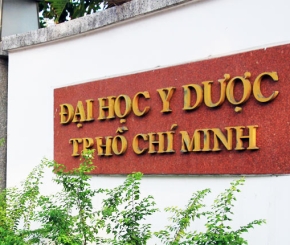 ĐẠI HỌC Y DƯỢC
TP.HỒ CHÍ MINH